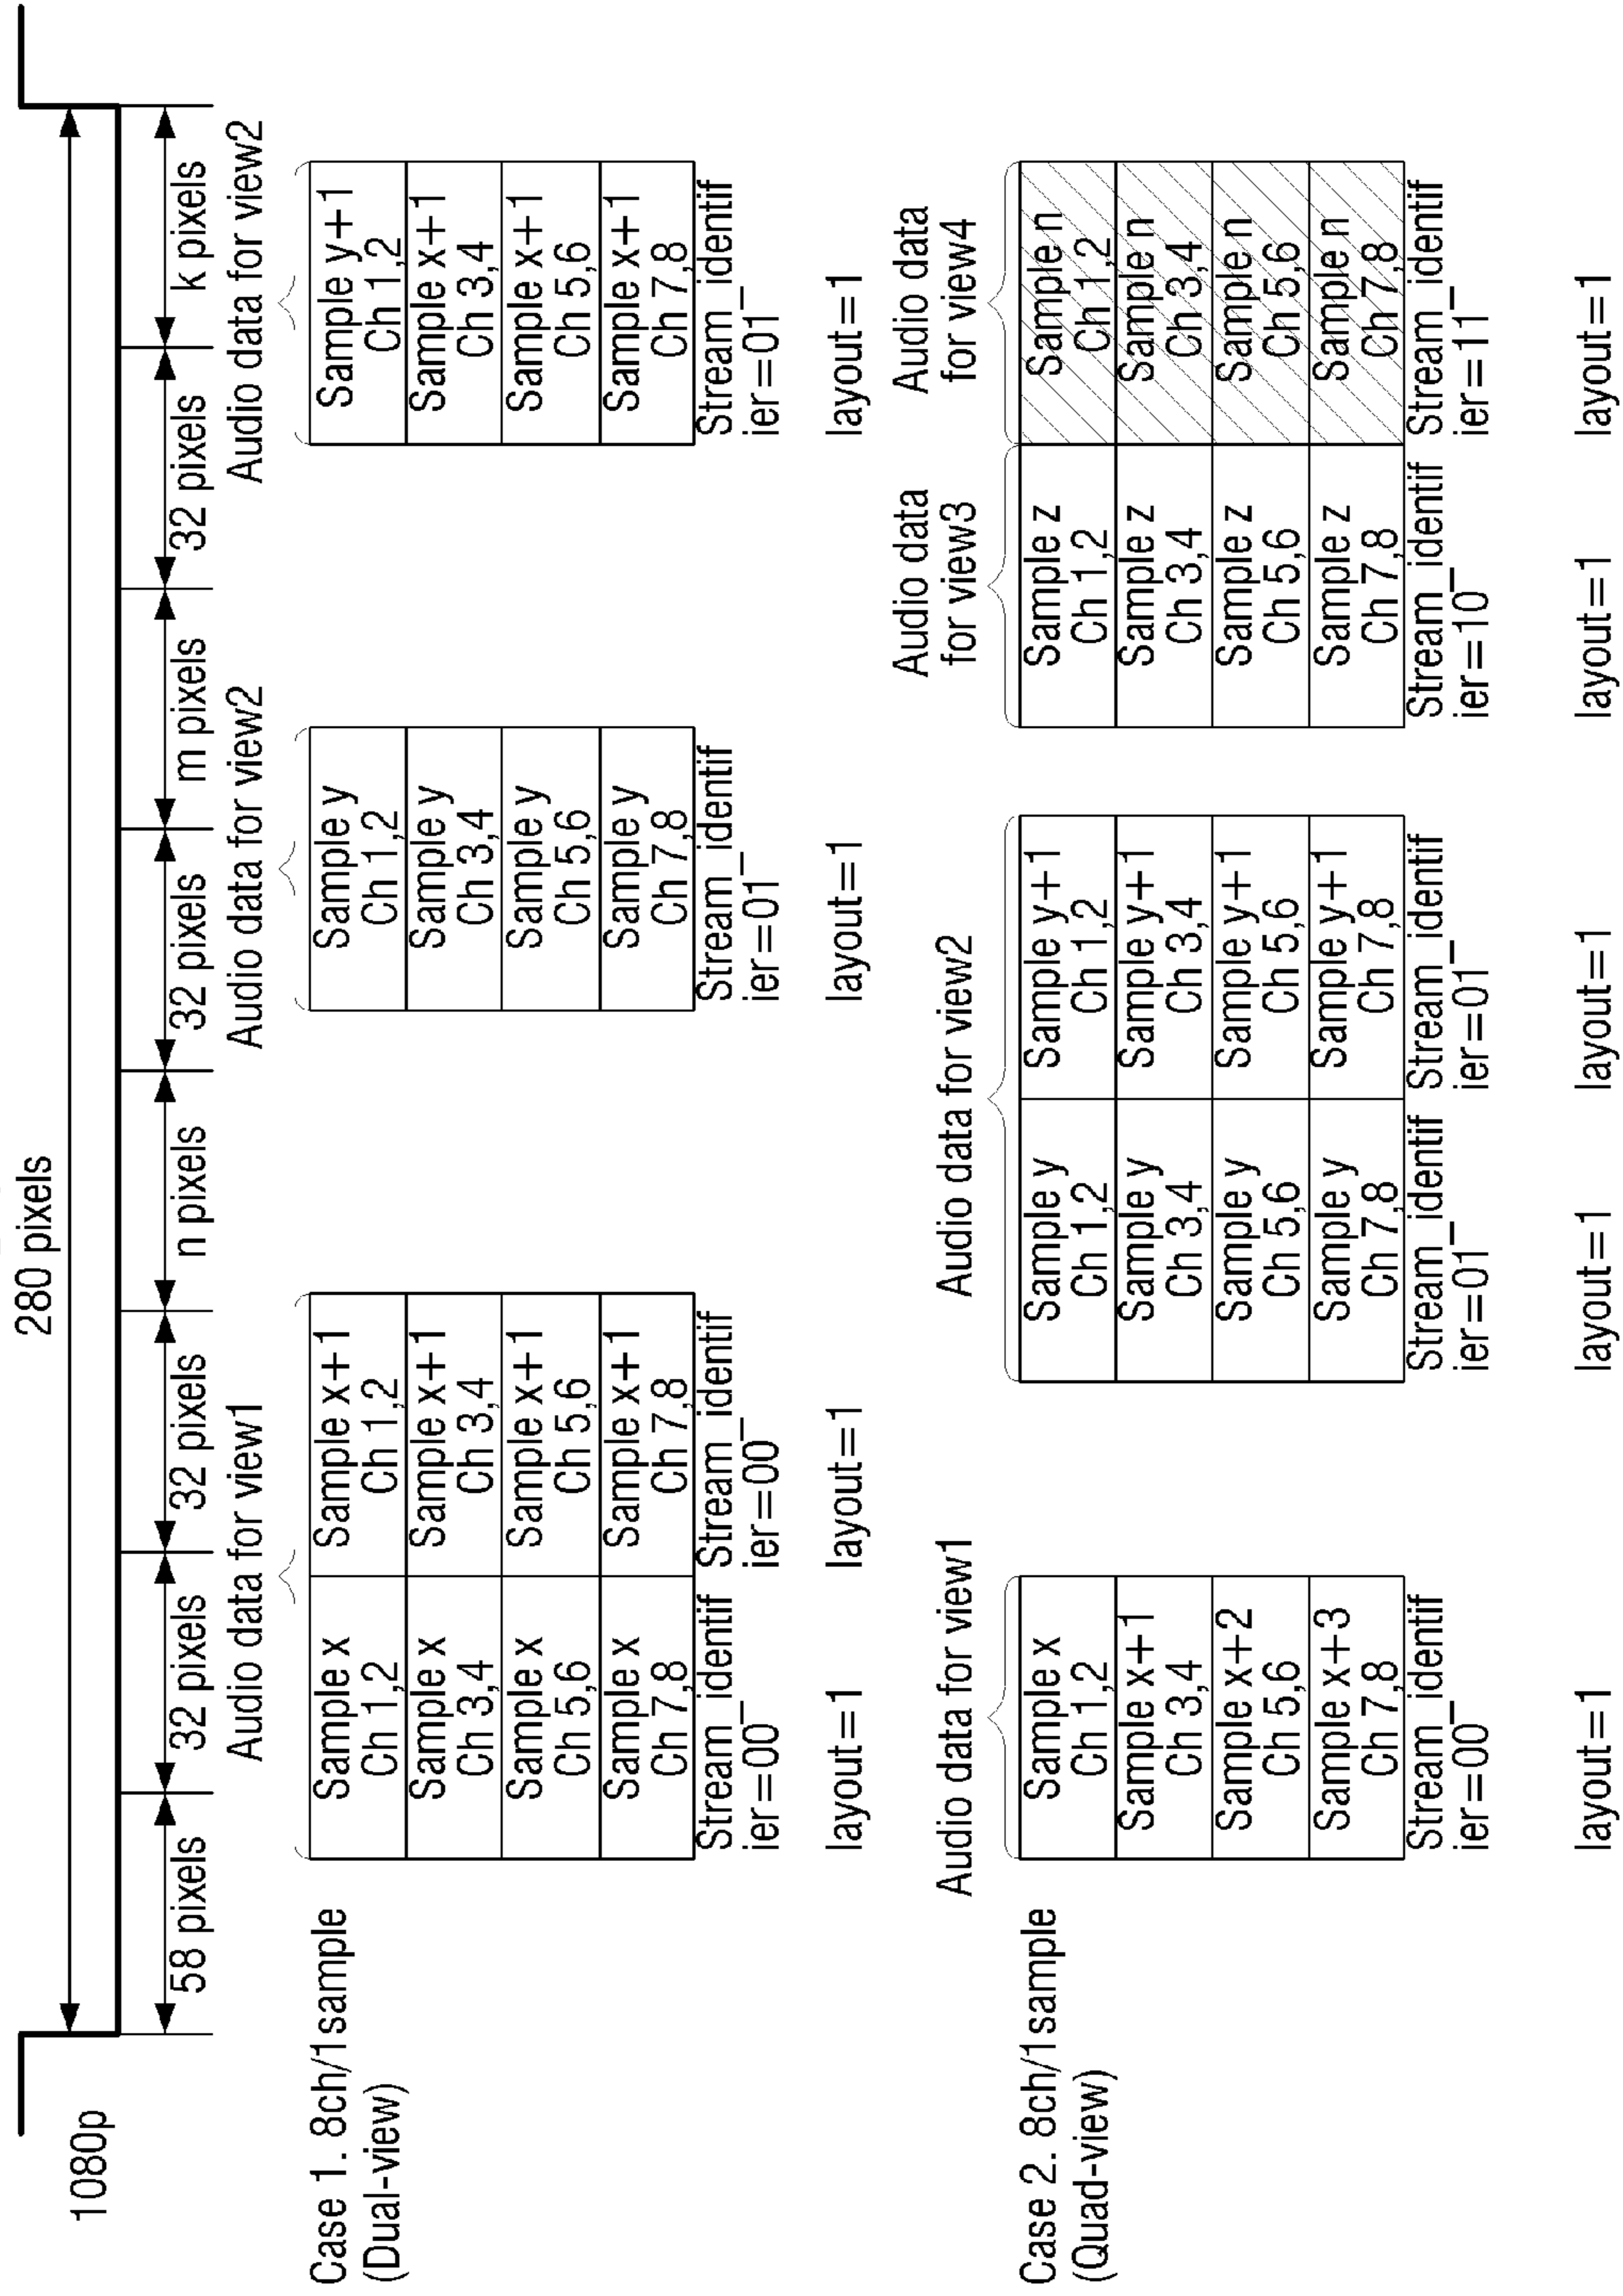 280 pixels
1080p
58 pixels
32 pixels
32 pixels
n pixels
32 pixels
m pixels
32 pixels
k pixels
Case 1. 8ch/1sample
(Dual-view)
Audio data for view1
Sample x
Ch 1,2
Sample x
Ch 3,4
Sample x
Ch 5,6
Sample x
Ch 7,8
Stream_identif
ier=00
layout=1
Sample x+1
Ch 1,2
Sample x+1
Ch 3,4
Sample x+1
Ch 5,6
Sample x+1
Ch 7,8
Stream_identif
ier=00
layout=1
Audio data for view2
Sample y
Ch 1,2
Sample y
Ch 3,4
Sample y
Ch 5,6
Sample y
Ch 7,8
Stream_identif
ier=01
layout=1
Audio data for view2
Sample y+1
Ch 1,2
Sample x+1
Ch 3,4
Sample x+1
Ch 5,6
Sample x+1
Ch 7,8
Stream_identif
ier=01
layout=1
Case 2. 8ch/1sample
(Quad-view)
Audio data for view1
Sample x
Ch 1,2
Sample x+1
Ch 3,4
Sample x+2
Ch 5,6
Sample x+3
Ch 7,8
Stream_identif
ier=00
layout=1
Audio data for view2
Sample y
Ch 1,2
Sample y
Ch 3,4
Sample y
Ch 5,6
Sample y
Ch 7,8
Stream_identif
ier=01
layout=1
Sample y+1
Ch 1,2
Sample y+1
Ch 3,4
Sample y+1
Ch 5,6
Sample y+1
Ch 7,8
Stream_identif
ier=01
layout=1
Audio data
for view3
Sample z
Ch 1,2
Sample z
Ch 3,4
Sample z
Ch 5,6
Sample z
Ch 7,8
Stream_identif
ier=10
layout=1
Audio data
for view4
Sample n
Ch 1,2
Sample n
Ch 3,4
Sample n
Ch 5,6
Sample n
Ch 7,8
Stream_identif
ier=11
layout=1